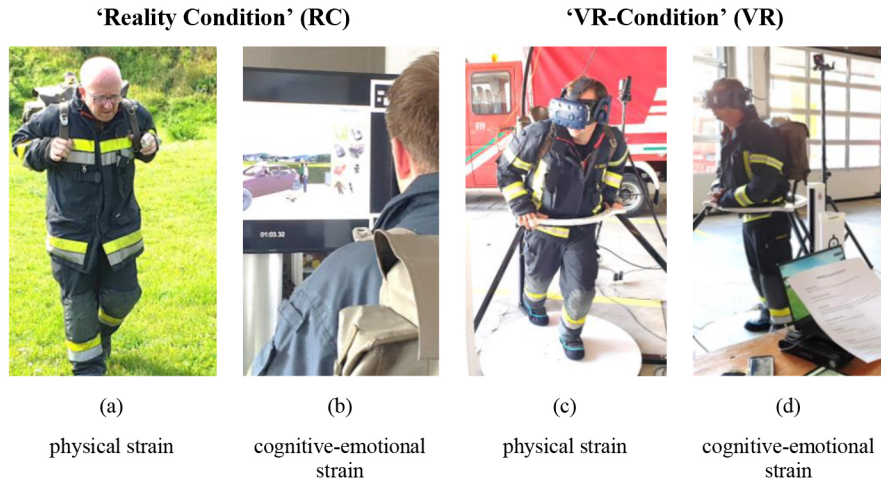 ‘Reality Condition’ (RC)
‘VR-Condition’ (VR)
01:03.32
(a)
(b)
(c)
(d)
physical strain
cognitive-emotional
strain
physical strain
cognitive-emotional
strain